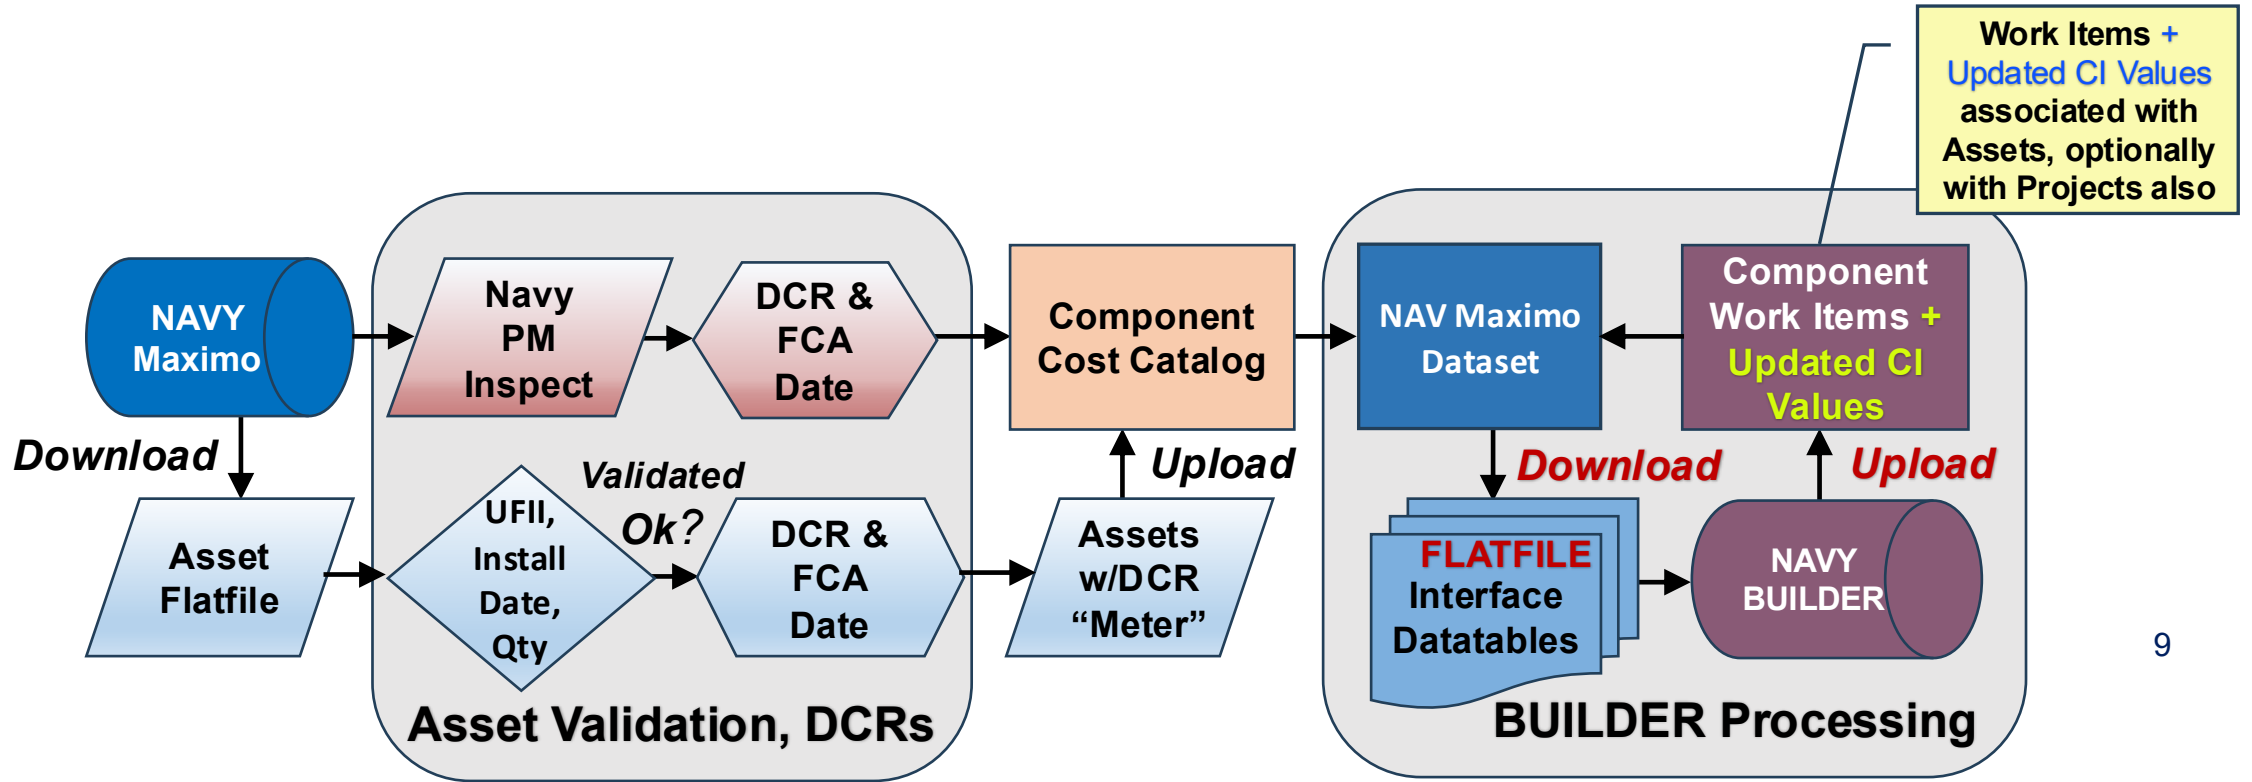 Work Items +
Updated CI Values
associated with
Assets, optionally
with Projects also
NAVY
Maximo
Navy
PM
Inspect
DCR &
FCA
Date
Component
Cost Catalog
NAV Maximo
Dataset
Component
Work Items +
Updated CI
Values
Download
Validated
Ok?
Upload
Download
Upload
Asset
Flatfile
UFII,
Install
Date,
Qty
DCR &
FCA
Date
Assets
w/DCR
“Meter”
FLATFILE
Interface
Datatables
NAVY
BUILDER
9
Asset Validation, DCRs
BUILDER Processing